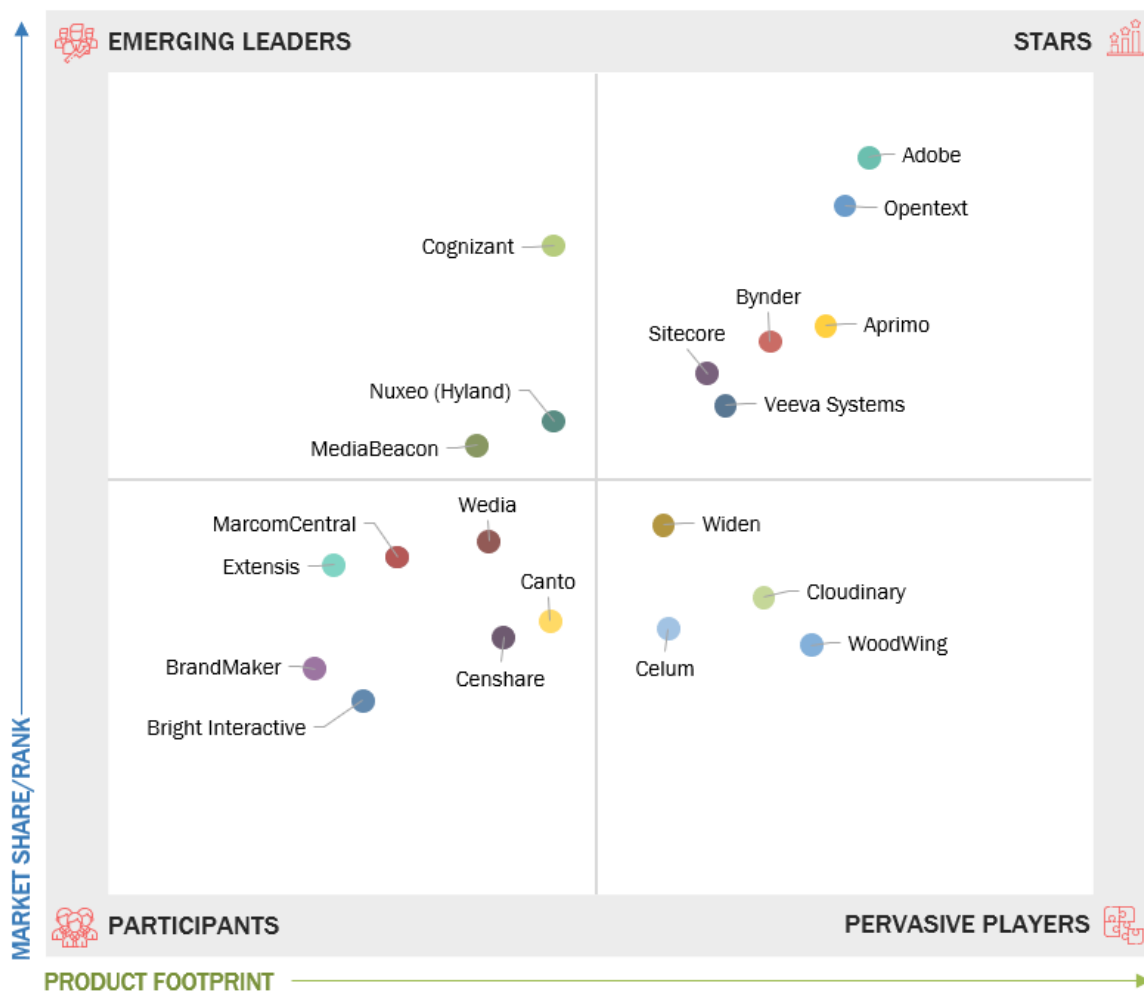 EMERGING LEADERS
STARS
Adobe
Opentext
Cognizant
Bynder
Aprimo
Sitecore
Nuxeo (Hyland)
Veeva Systems
MediaBeacon
Wedia
MarcomCentral
Widen
Extensis
Canto
Cloudinary
WoodWing
BrandMaker
Censhare
Celum
Bright Interactive
MARKET SHARE/RANK
PARTICIPANTS
PERVASIVE PLAYERS
PRODUCT FOOTPRINT